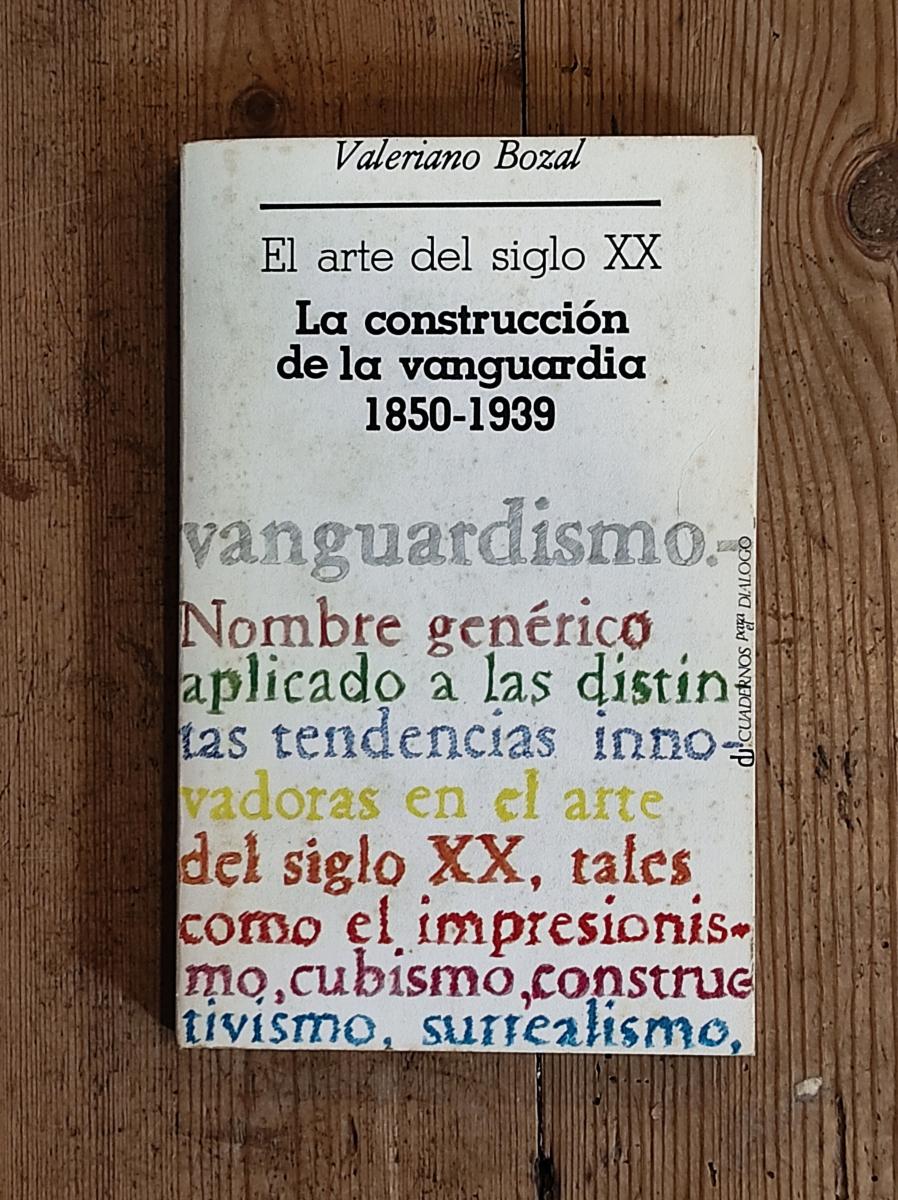 Valeriano Bozal
El arte del siglo XX
La construcción
de la vanguardia
1850-1939
vanguardismo.-
Nombre genérico
aplicado a las distin
tas tendencias inno-
vadoras en el arte
del siglo XX, tales
como el impresionis-
mo,cubismo,construc
tivismo, surrealismo,
CUADERNOS para el DIALOGO